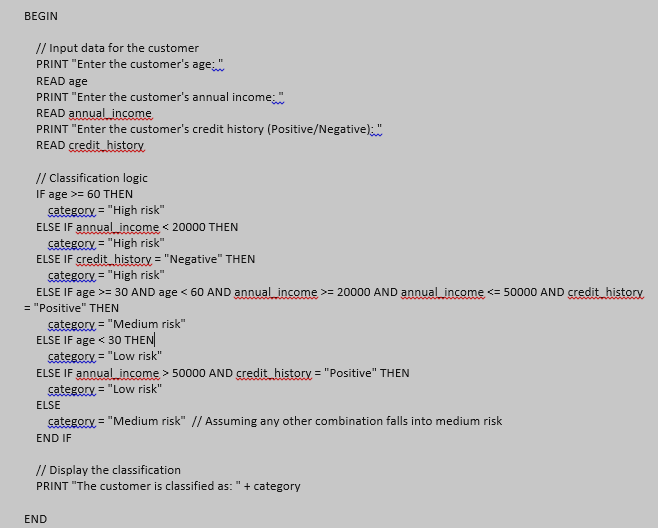 BEGIN
// Input data for the customer
PRINT "Enter the customer's age: "
READ age
PRINT "Enter the customer's annual income: "
READ annual_income
PRINT "Enter the customer's credit history (Positive/Negative): "
READ credit_history
// Classification logic
IF age >= 60 THEN
category = "High risk"
ELSE IF annual_income < 20000 THEN
category = "High risk"
ELSE IF credit_history = "Negative" THEN
category = "High risk"
ELSE IF age >= 30 AND age < 60 AND annual_income >= 20000 AND annual_income <= 50000 AND credit_history
= "Positive" THEN
category = "Medium risk"
ELSE IF age < 30 THEN
category = "Low risk"
ELSE IF annual_income > 50000 AND credit_history = "Positive" THEN
category = "Low risk"
ELSE
category = "Medium risk" // Assuming any other combination falls into medium risk
END IF
// Display the classification
PRINT "The customer is classified as: " + category
END